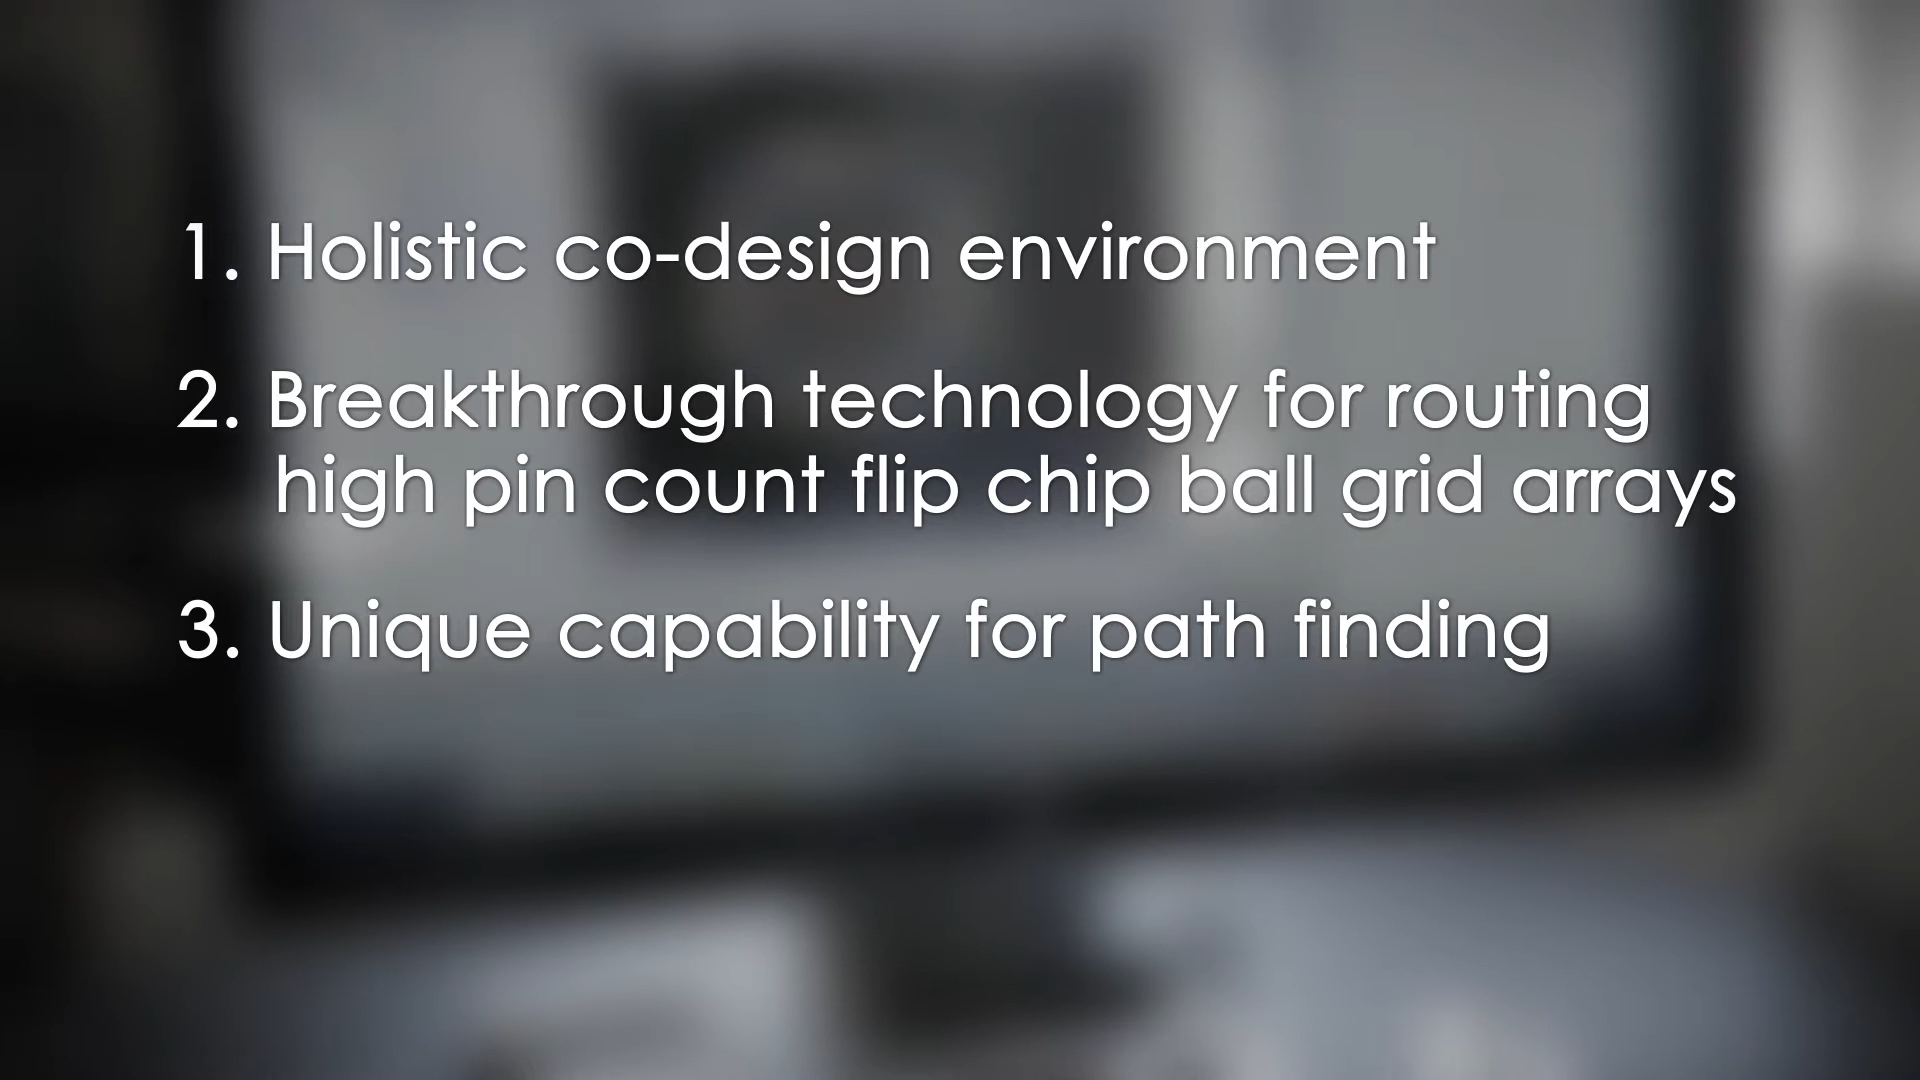 1. Holistic co-design environment
2. Breakthrough technology for routing
high pin count flip chip ball grid arrays
3. Unique capability for path finding